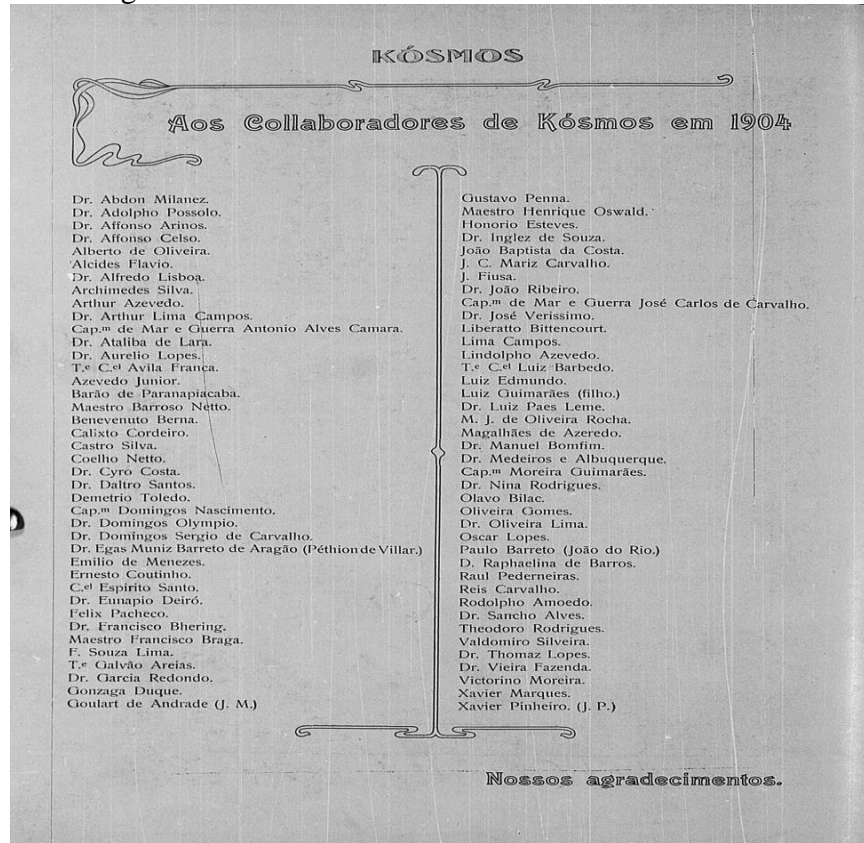 KÓSMOS
Aos Collaboradores de Kósmos em 1904
Dr. Abdon Milanez.
Dr. Adolpho Possolo.
Dr. Affonso Arinos.
Dr. Affonso Celso.
Alberto de Oliveira.
Alcides Flavio.
Dr. Alfredo Lisboa.
Archimedes Silva.
Arthur Azevedo.
Dr. Arthur Lima Campos.
Cap.m de Mar e Guerra Antonio Alves Camara.
Dr. Ataliba de Lara.
Dr. Aurelio Lopes.
T.e C.el Avila Franca.
Azevedo Junior.
Barão de Paranapiacaba.
Maestro Barroso Netto.
Benevenuto Berna.
Calixto Cordeiro.
Castro Silva.
Coelho Netto.
Dr. Cyro Costa.
Dr. Daltro Santos.
Demetrio Toledo.
Cap.m Domingos Nascimento.
Dr. Domingos Olympio.
Dr. Domingos Sergio de Carvalho.
Dr. Egas Muniz Barreto de Aragão (Péthion de Villar.)
Emilio de Menezes.
Ernesto Coutinho.
C.el Espirito Santo.
Dr. Eunapio Deiró.
Felix Pacheco.
Dr. Francisco Bhering.
Maestro Francisco Braga.
F. Souza Lima.
T.e Galvão Areias.
Dr. Garcia Redondo.
Gonzaga Duque.
Goulart de Andrade (J. M.)
Gustavo Penna.
Maestro Henrique Oswald.
Honorio Esteves.
Dr. Inglez de Souza.
João Baptista da Costa.
J. C. Mariz Carvalho.
J. Fiusa.
Dr. João Ribeiro.
Cap.m de Mar e Guerra José Carlos de Carvalho.
Dr. José Verissimo.
Liberatto Bittencourt.
Lima Campos.
Lindolpho Azevedo.
T.e C.el Luiz Barbedo.
Luiz Edmundo.
Luiz Guimarães (filho.)
Dr. Luiz Paes Leme.
M. J. de Oliveira Rocha.
Magalhães de Azeredo.
Dr. Manuel Bomfim.
Dr. Medeiros e Albuquerque.
Cap.m Moreira Guimarães.
Dr. Nina Rodrigues.
Olavo Bilac.
Oliveira Gomes.
Dr. Oliveira Lima.
Oscar Lopes.
Paulo Barreto (João do Rio.)
D. Raphaelina de Barros.
Raul Pederneiras.
Reis Carvalho.
Rodolpho Amoedo.
Dr. Sancho Alves.
Theodoro Rodrigues.
Valdomiro Silveira.
Dr. Thomaz Lopes.
Dr. Vieira Fazenda.
Victorino Moreira.
Xavier Marques.
Xavier Pinheiro. (J. P.)
Nossos agradecimentos.